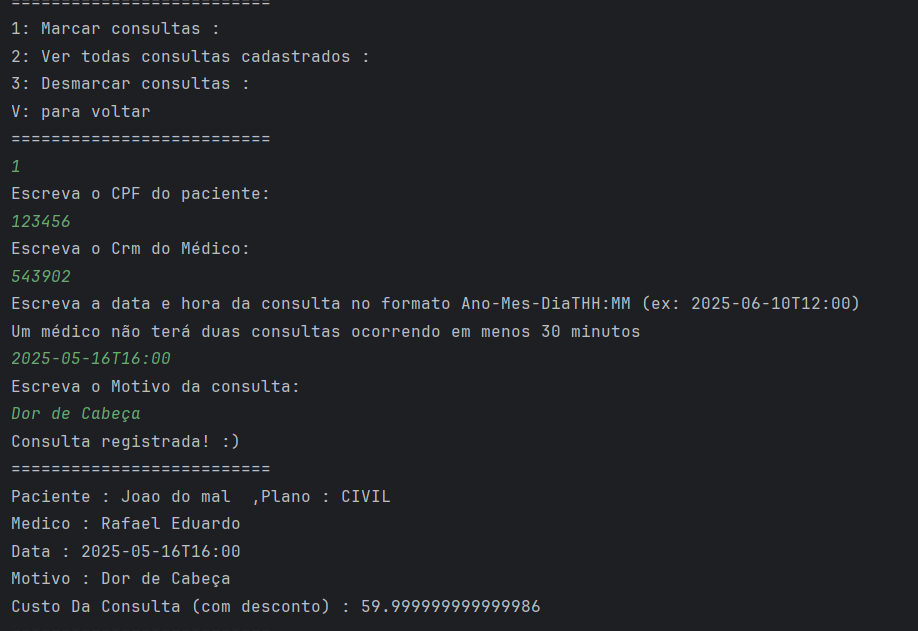 ==========================
1: Marcar consultas :
2: Ver todas consultas cadastrados :
3: Desmarcar consultas :
V: para voltar
==========================
1
Escreva o CPF do paciente:
123456
Escreva o Crm do Médico:
543902
Escreva a data e hora da consulta no formato Ano-Mes-DiaTHH:MM (ex: 2025-06-10T12:00)
Um médico não terá duas consultas ocorrendo em menos 30 minutos
2025-05-16T16:00
Escreva o Motivo da consulta:
Dor de Cabeça
Consulta registrada! :)
==========================
Paciente : Joao do mal  ,Plano : CIVIL
Medico : Rafael Eduardo
Data : 2025-05-16T16:00
Motivo : Dor de Cabeça
Custo Da Consulta (com desconto) : 59.999999999999986